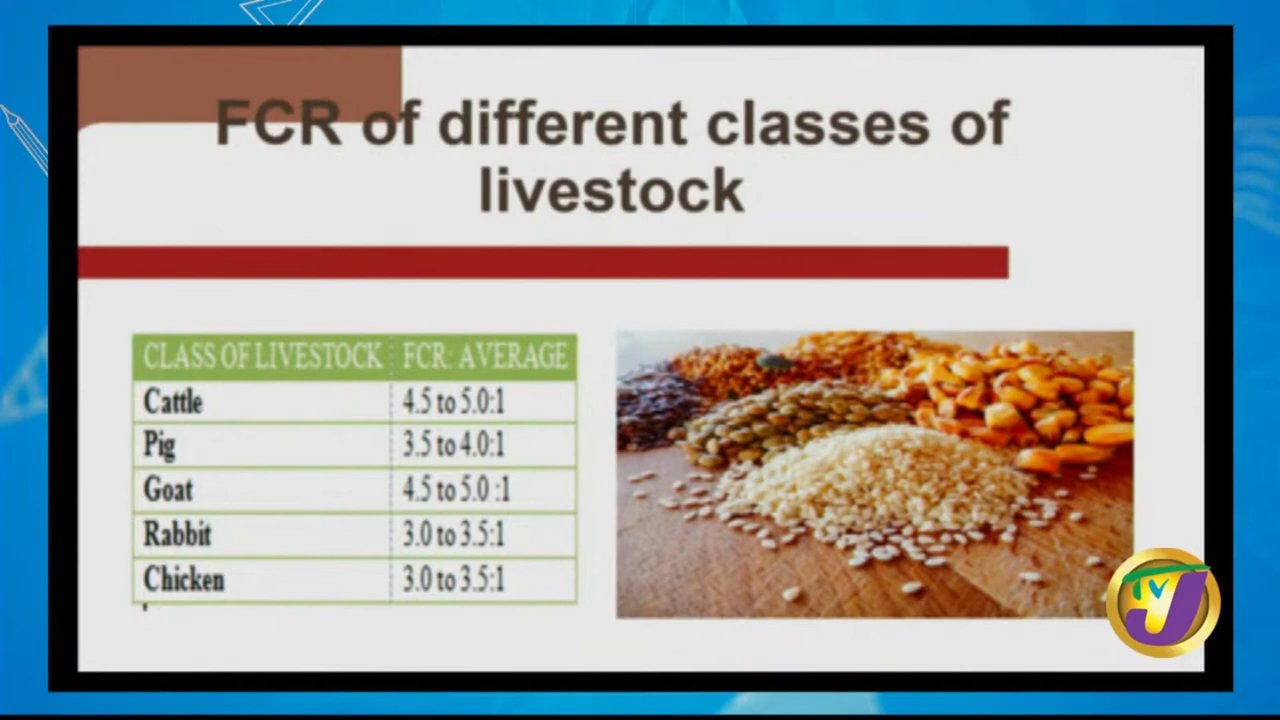 FCR of different classes of
livestock
CLASS OF LIVESTOCK FCR: AVERAGE
Cattle 4.5 to 5.0:1
Pig 3.5 to 4.0:1
Goat 4.5 to 5.0 :1
Rabbit 3.0 to 3.5:1
Chicken 3.0 to 3.5:1
TVJ